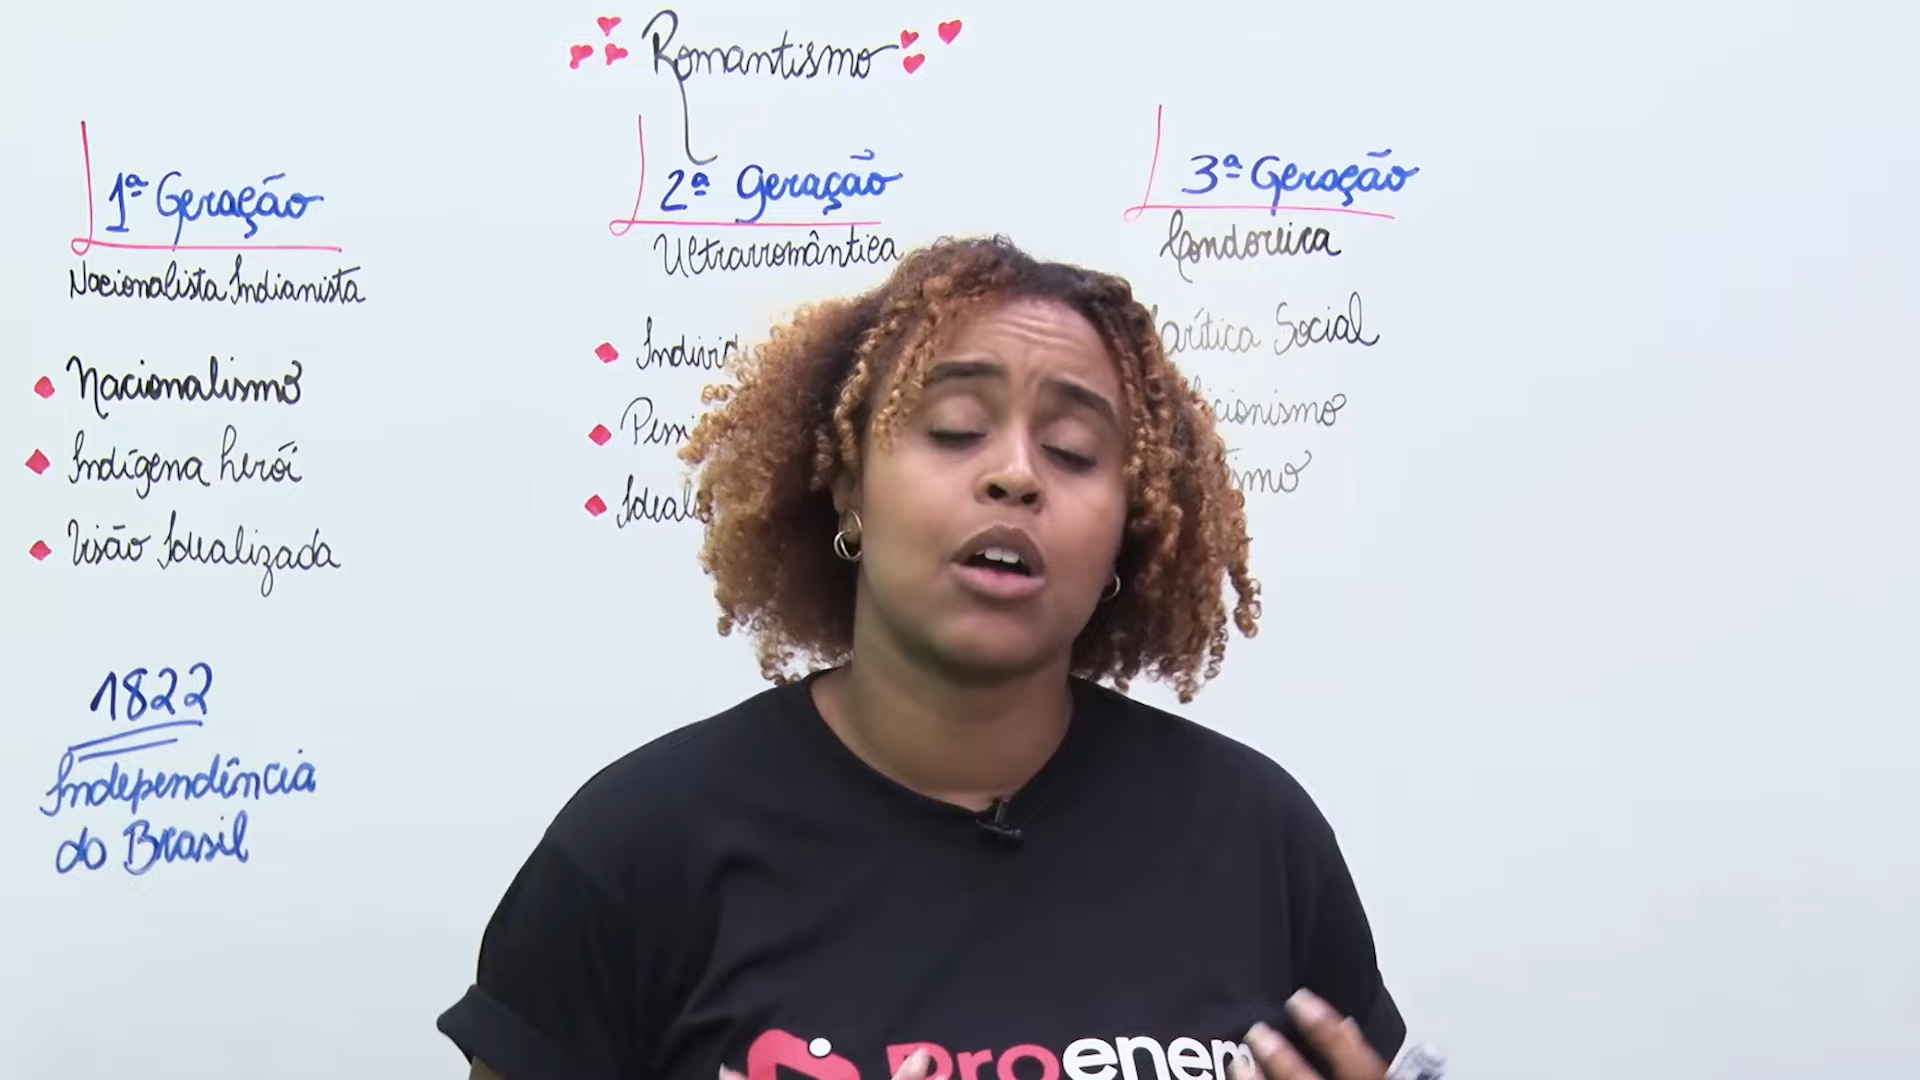 Romantismo
1ª Geração
Nacionalista Indianista
Nacionalismo
Indígena herói
Visão Idealizada
1822
Independência
do Brasil
2ª Geração
Ultrarromântica
3ª Geração
Condoreira
Crítica Social
Proenem